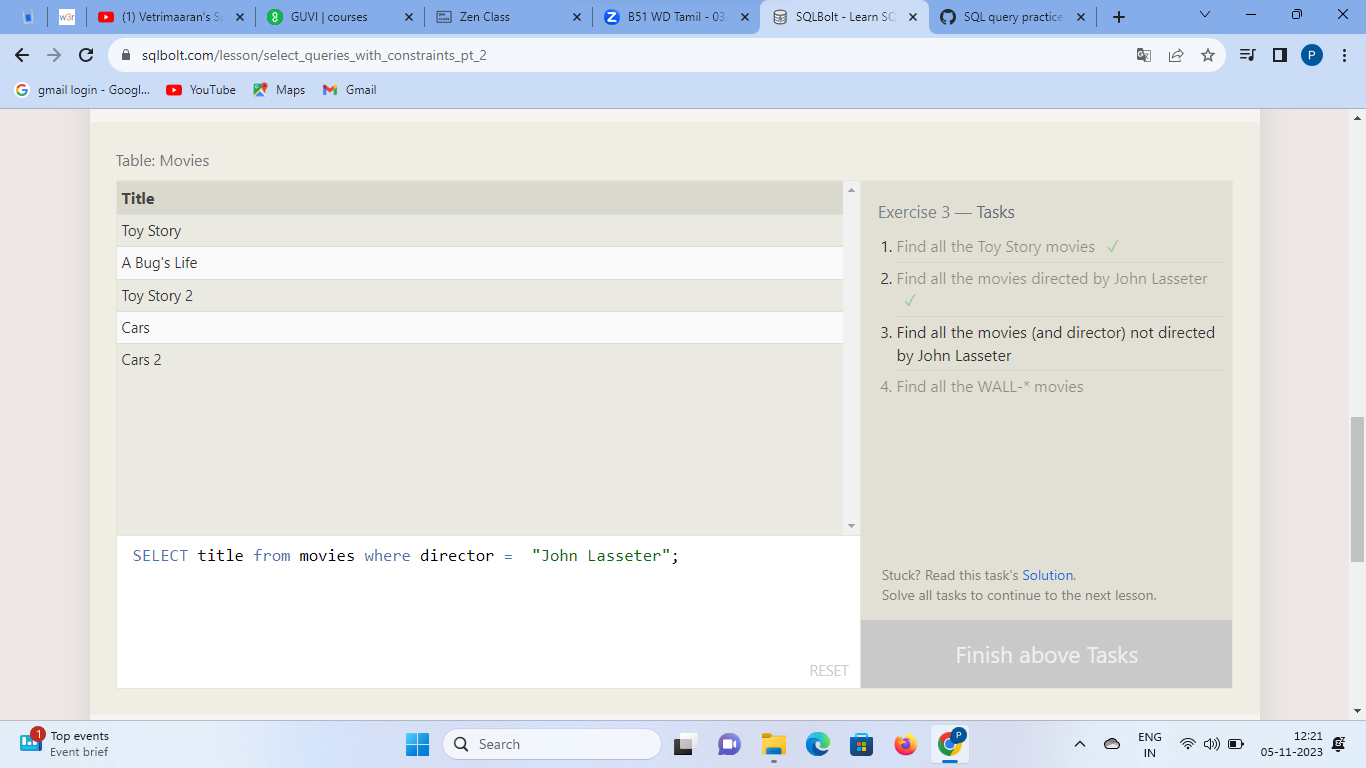 w3r
(1) Vetrimaaran's S
GUVI | courses
Zen Class
B51 WD Tamil - 03
SQLBolt - Learn SQ
SQL query practice
sqlbolt.com/lesson/select_queries_with_constraints_pt_2
P
gmail login - Googl...
YouTube
Maps
Gmail
Table: Movies
Title
Toy Story
A Bug's Life
Toy Story 2
Cars
Cars 2
SELECT title from movies where director = "John Lasseter";
RESET
Exercise 3 — Tasks
1. Find all the Toy Story movies ✓
2. Find all the movies directed by John Lasseter
✓
3. Find all the movies (and director) not directed
by John Lasseter
4. Find all the WALL-* movies
Stuck? Read this task's Solution.
Solve all tasks to continue to the next lesson.
Finish above Tasks
1
Top events
Event brief
Search
P
ENG
IN
12:21
05-11-2023